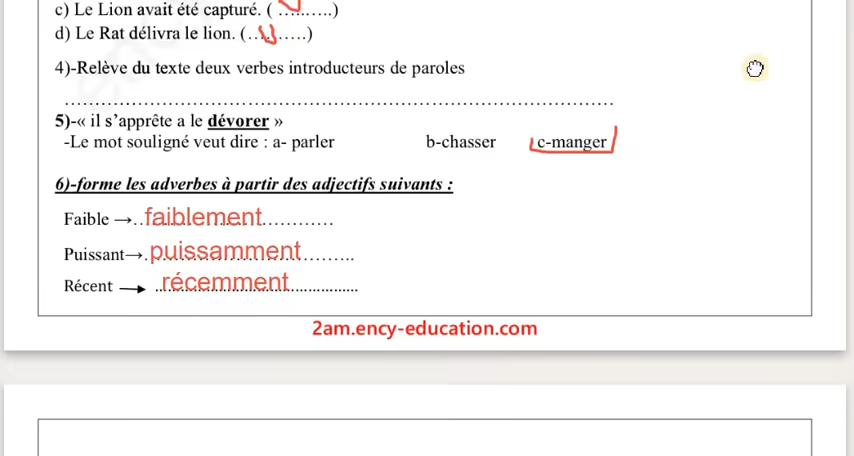 c) Le Lion avait été capturé. ( ............)
d) Le Rat délivra le lion. (............)
4)-Relève du texte deux verbes introducteurs de paroles
..........................................................................................
5)-« il s’apprête a le dévorer »
-Le mot souligné veut dire : a- parler b-chasser c-manger
6)-forme les adverbes à partir des adjectifs suivants :
Faible →..faiblement............
Puissant→.puissamment.........
Récent → ..récemment.................
2am.ency-education.com